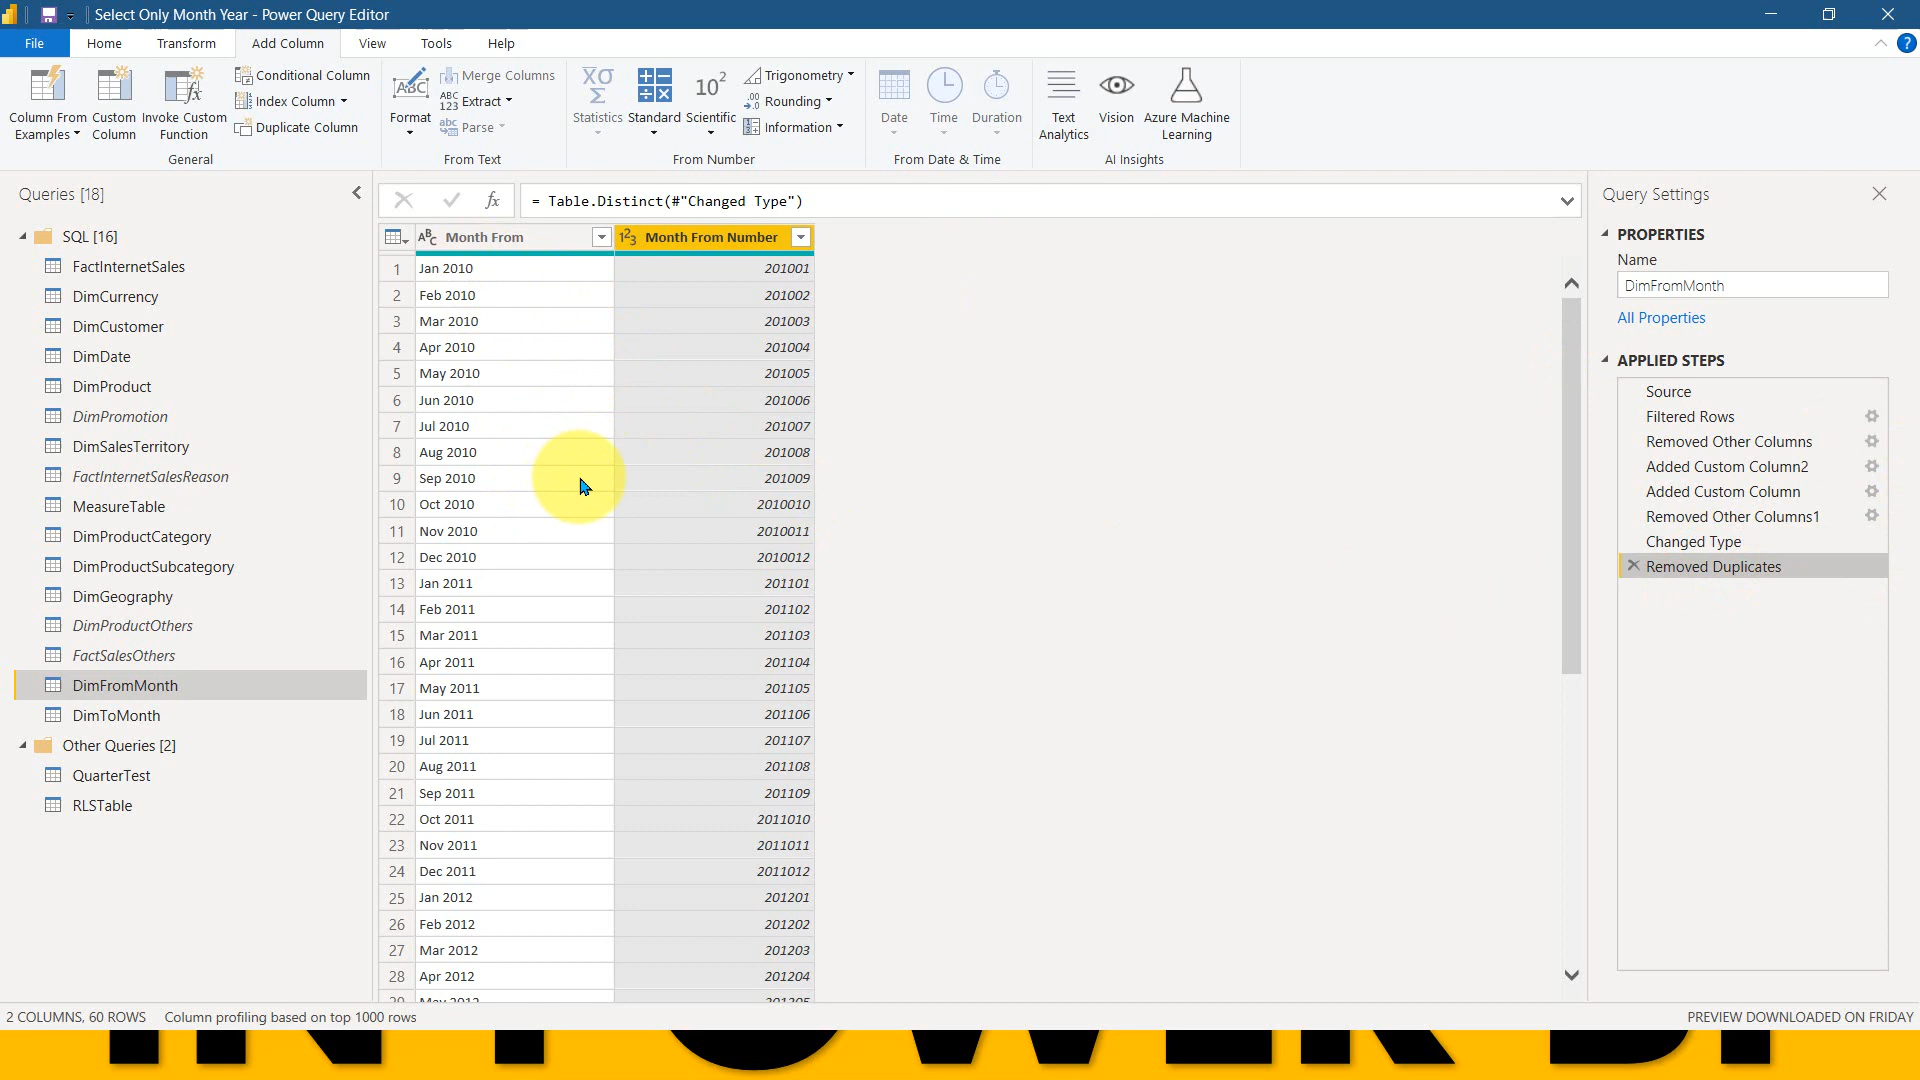 Select Only Month Year - Power Query Editor
File Home Transform Add Column View Tools Help
Column From Examples
Custom Column
Invoke Custom Function
Conditional Column
Index Column
Duplicate Column
General
Format
Merge Columns
Extract
Parse
From Text
Statistics
Standard
Scientific
Trigonometry
Rounding
Information
From Number
Date
Time
Duration
From Date & Time
Text Analytics
Vision
Azure Machine Learning
AI Insights
Queries [18]
SQL [16]
FactInternetSales
DimCurrency
DimCustomer
DimDate
DimProduct
DimPromotion
DimSalesTerritory
FactInternetSalesReason
MeasureTable
DimProductCategory
DimProductSubcategory
DimGeography
DimProductOthers
FactSalesOthers
DimFromMonth
DimToMonth
Other Queries [2]
QuarterTest
RLSTable
= Table.Distinct(#"Changed Type")
Month From Month From Number
1 Jan 2010 201001
2 Feb 2010 201002
3 Mar 2010 201003
4 Apr 2010 201004
5 May 2010 201005
6 Jun 2010 201006
7 Jul 2010 201007
8 Aug 2010 201008
9 Sep 2010 201009
10 Oct 2010 2010010
11 Nov 2010 2010011
12 Dec 2010 2010012
13 Jan 2011 201101
14 Feb 2011 201102
15 Mar 2011 201103
16 Apr 2011 201104
17 May 2011 201105
18 Jun 2011 201106
19 Jul 2011 201107
20 Aug 2011 201108
21 Sep 2011 201109
22 Oct 2011 2011010
23 Nov 2011 2011011
24 Dec 2011 2011012
25 Jan 2012 201201
26 Feb 2012 201202
27 Mar 2012 201203
28 Apr 2012 201204
29 May 2012 201205
Query Settings
PROPERTIES
Name
DimFromMonth
All Properties
APPLIED STEPS
Source
Filtered Rows
Removed Other Columns
Added Custom Column2
Added Custom Column
Removed Other Columns1
Changed Type
Removed Duplicates
2 COLUMNS, 60 ROWS Column profiling based on top 1000 rows
PREVIEW DOWNLOADED ON FRIDAY
IN POWER BI